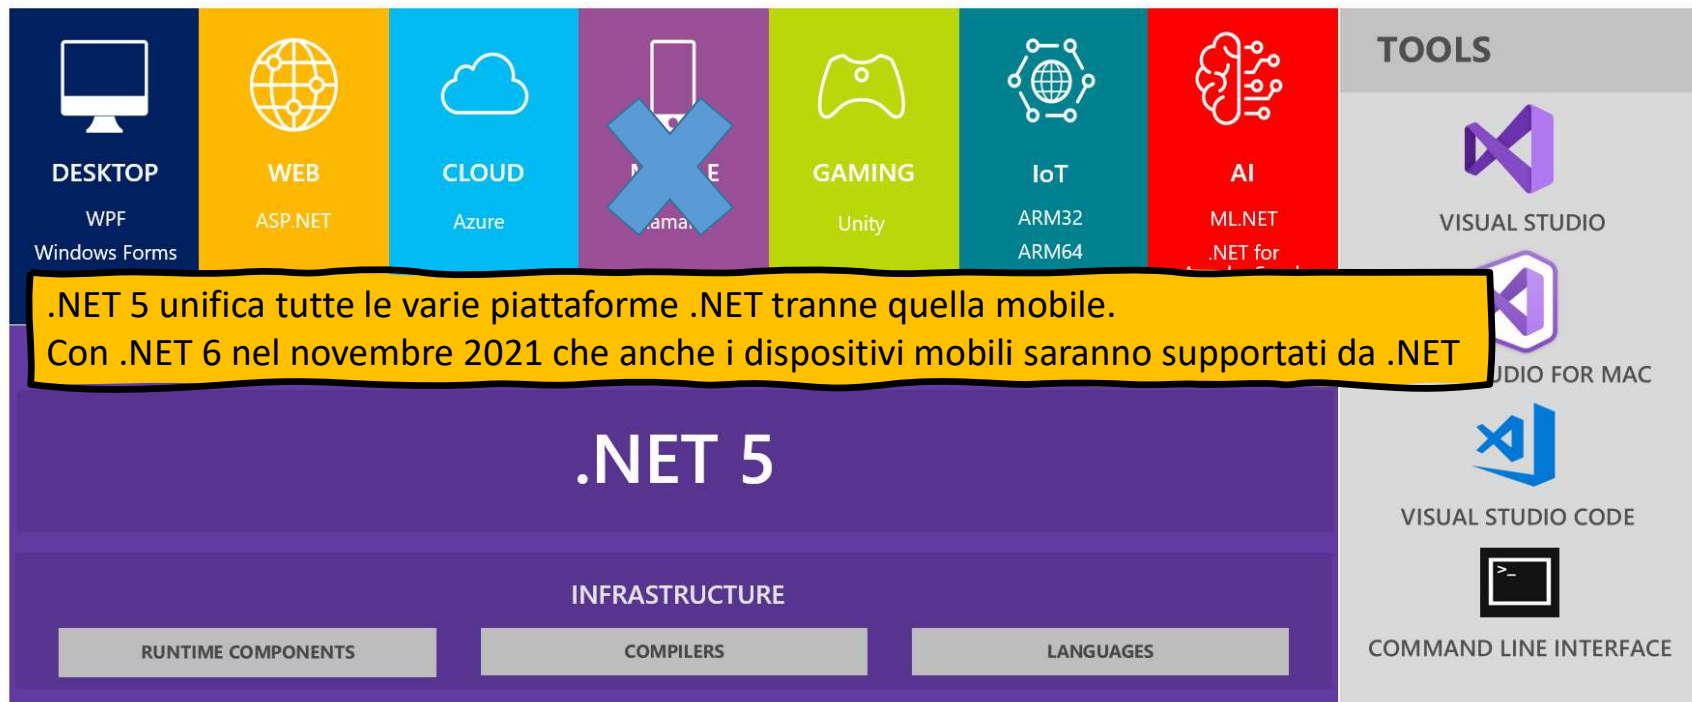 TOOLS
DESKTOP
WPF
Windows Forms
WEB
ASP.NET
CLOUD
Azure
GAMING
Unity
IoT
ARM32
ARM64
AI
ML.NET
.NET for
VISUAL STUDIO
.NET 5 unifica tutte le varie piattaforme .NET tranne quella mobile.
Con .NET 6 nel novembre 2021 che anche i dispositivi mobili saranno supportati da .NET
FOR MAC
.NET 5
VISUAL STUDIO CODE
INFRASTRUCTURE
>_
RUNTIME COMPONENTS
COMPILERS
LANGUAGES
COMMAND LINE INTERFACE